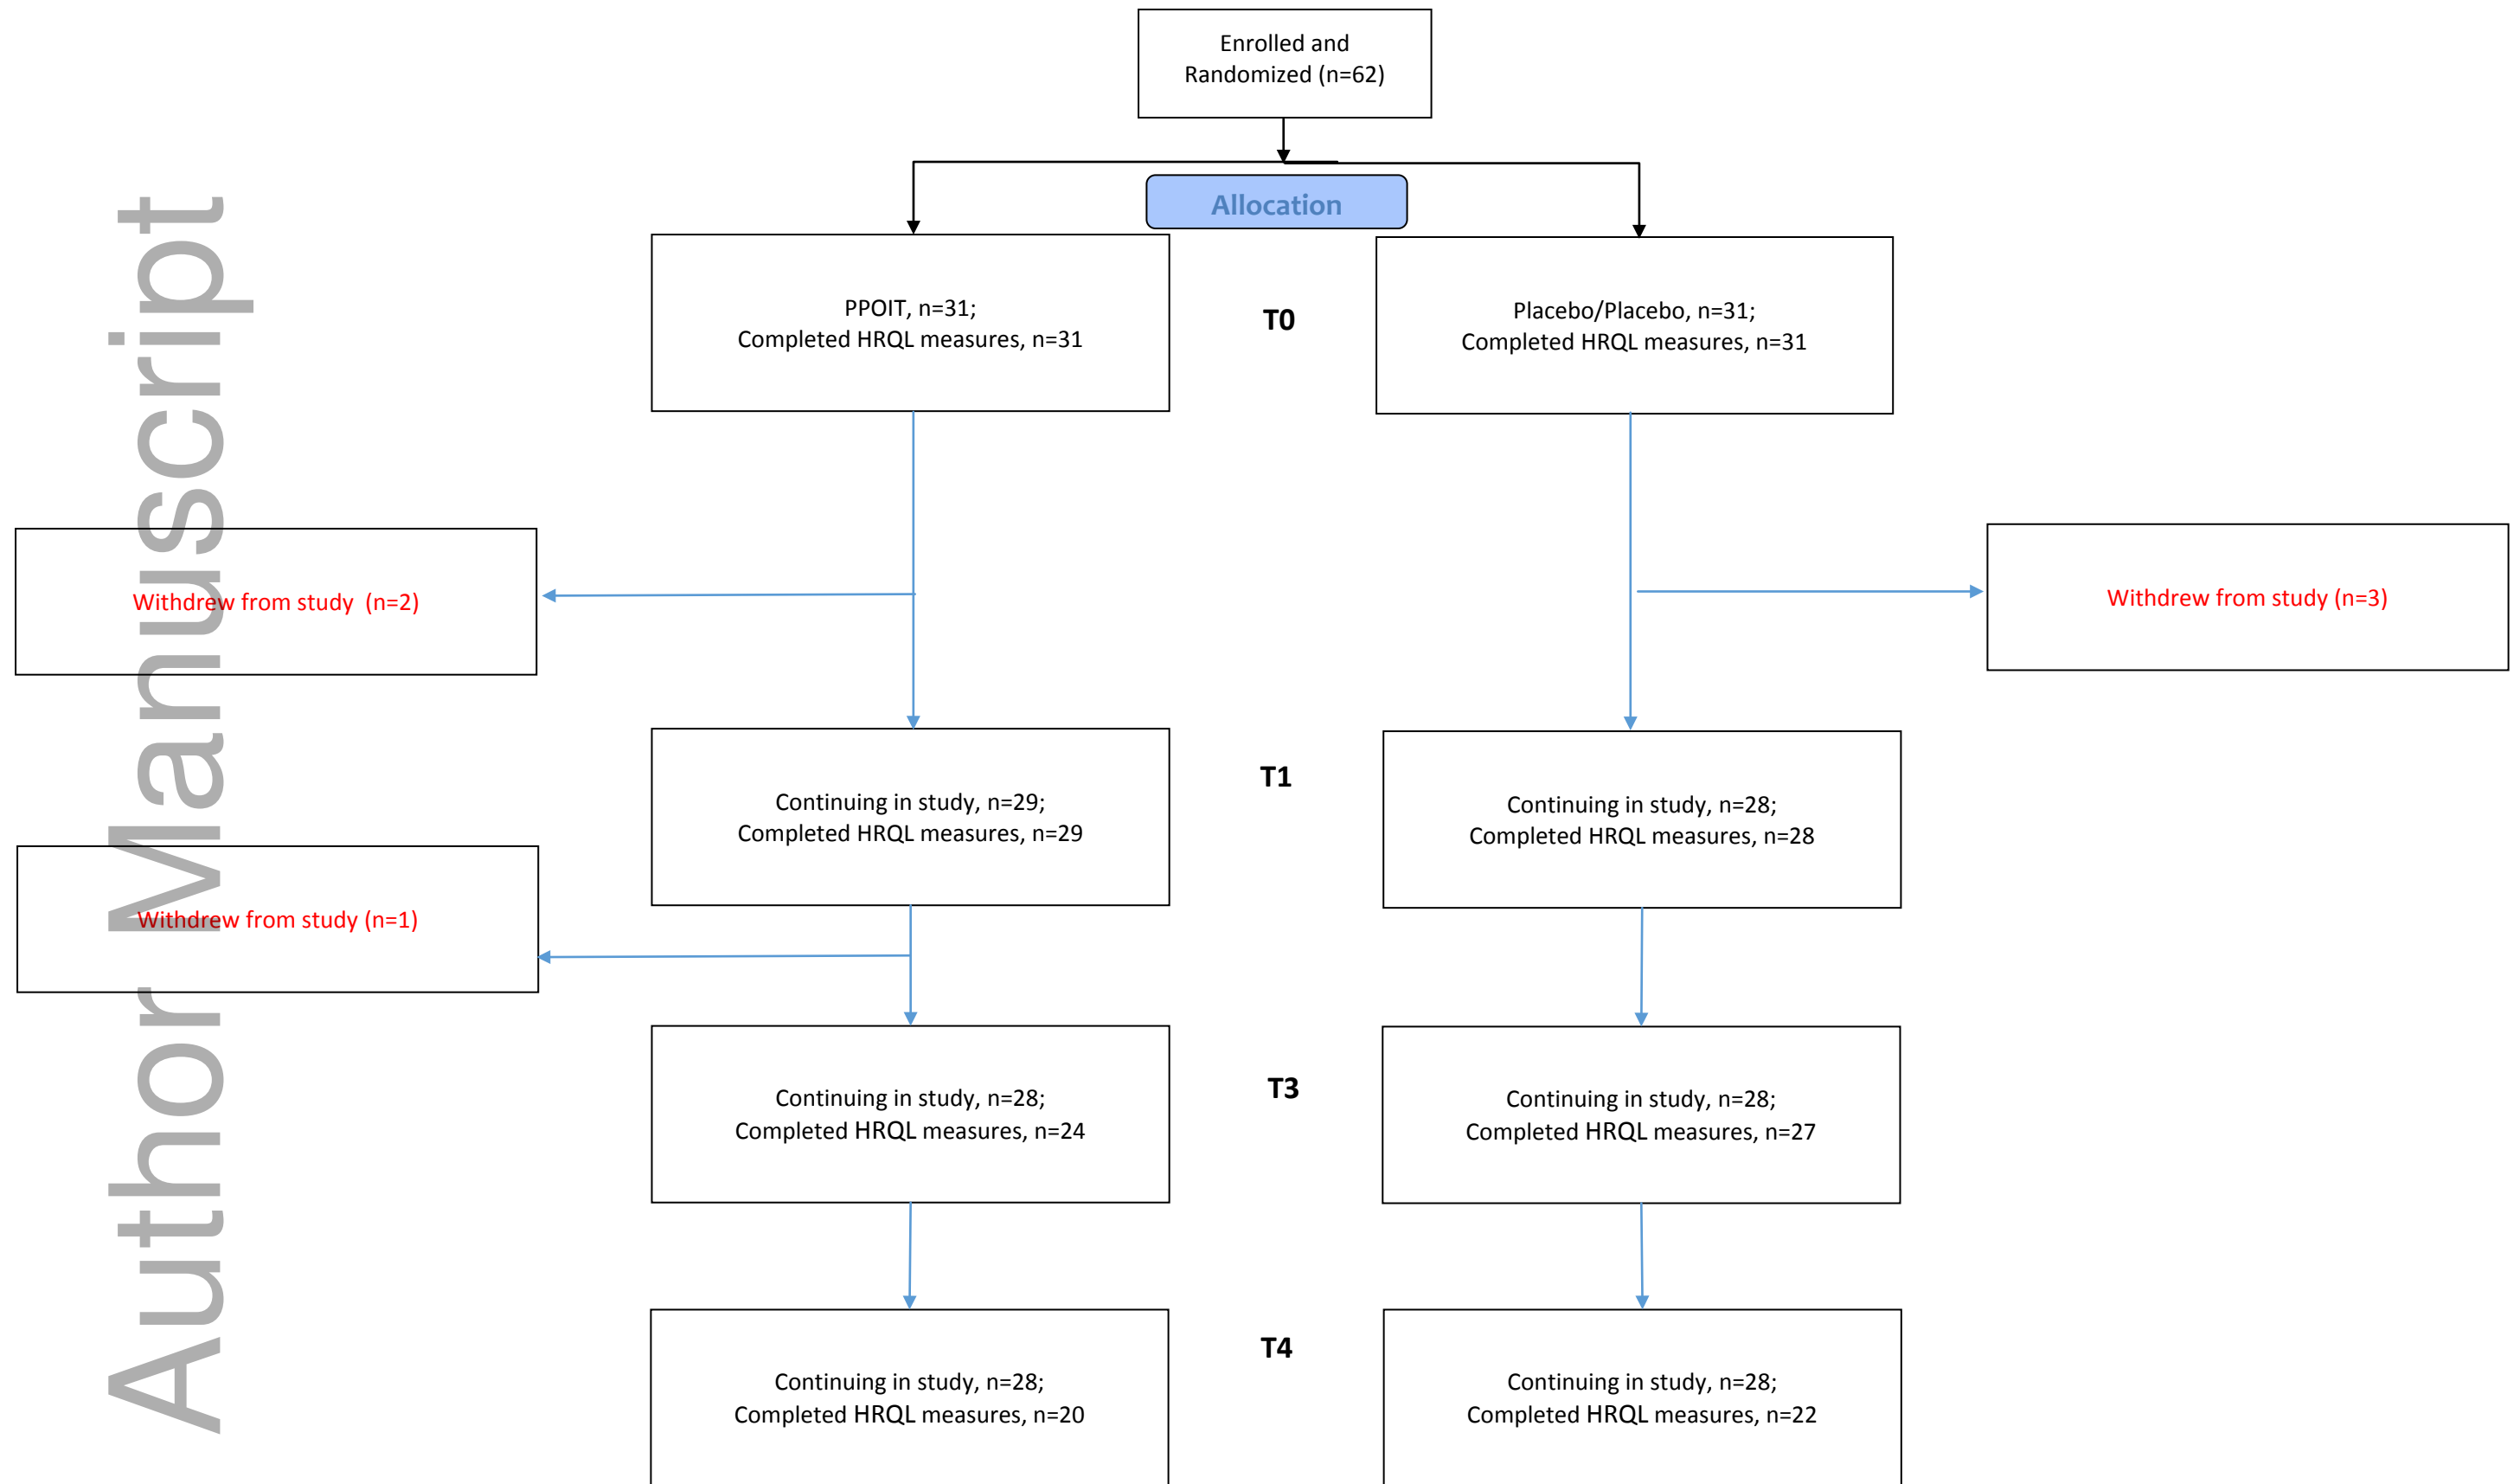 Enrolled and
Randomized (n=62)
Allocation
PPOIT, n=31;
Completed HRQL measures, n=31
T0
Placebo/Placebo, n=31;
Completed HRQL measures, n=31
Withdrew from study  (n=2)
Withdrew from study (n=3)
Continuing in study, n=29;
Completed HRQL measures, n=29
T1
Continuing in study, n=28;
Completed HRQL measures, n=28
Withdrew from study (n=1)
Continuing in study, n=28;
Completed HRQL measures, n=24
T3
Continuing in study, n=28;
Completed HRQL measures, n=27
Continuing in study, n=28;
Completed HRQL measures, n=20
T4
Continuing in study, n=28;
Completed HRQL measures, n=22
Author Manuscript